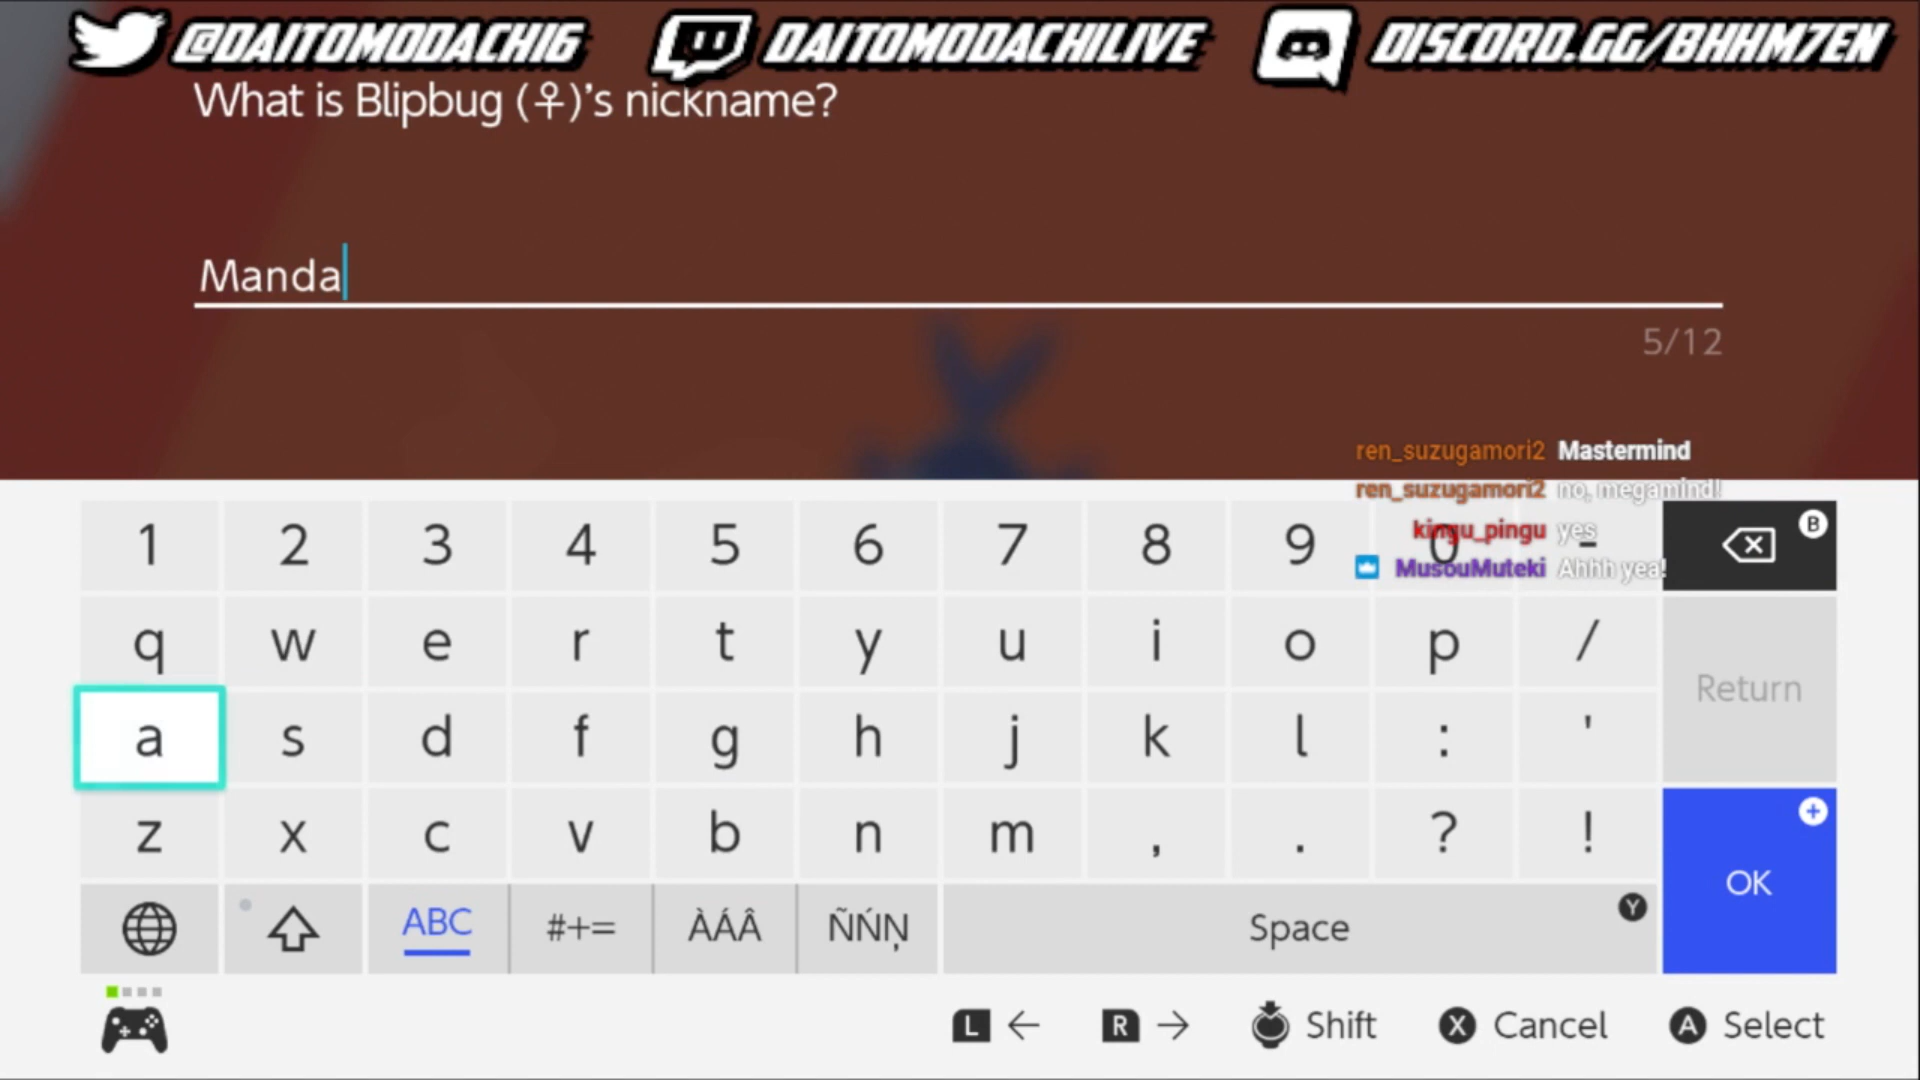 @DAITOMODACHI6 DAITOMODACHILIVE DISCORD.GG/BHHM7EN
What is Blipbug (♀)'s nickname?
Manda
5/12
ren_suzugamori2 Mastermind
ren_suzugamori2 no, megamind!
kingu_pingu yes
MusouMuteki Ahhh yea!
1 2 3 4 5 6 7 8 9 0 - B
q w e r t y u i o p / Return
a s d f g h j k l : '
z x c v b n m , . ? ! + OK
ABC #+= ÀÁÂ ÑŃŅ Space Y
L ← R → Shift X Cancel A Select